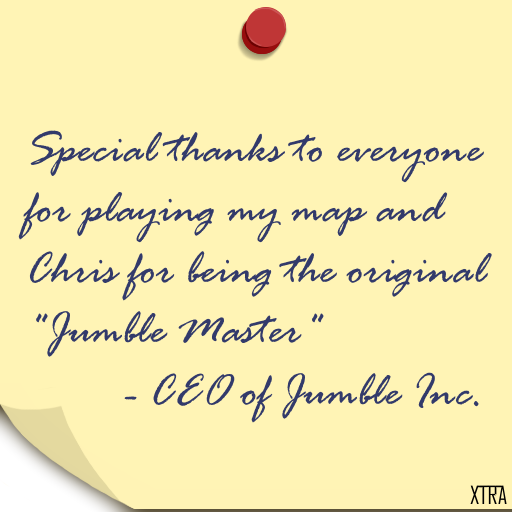 Special thanks to everyone
for playing my map and
Chris for being the original
"Jumble Master"
- CEO of Jumble Inc.
XTRA